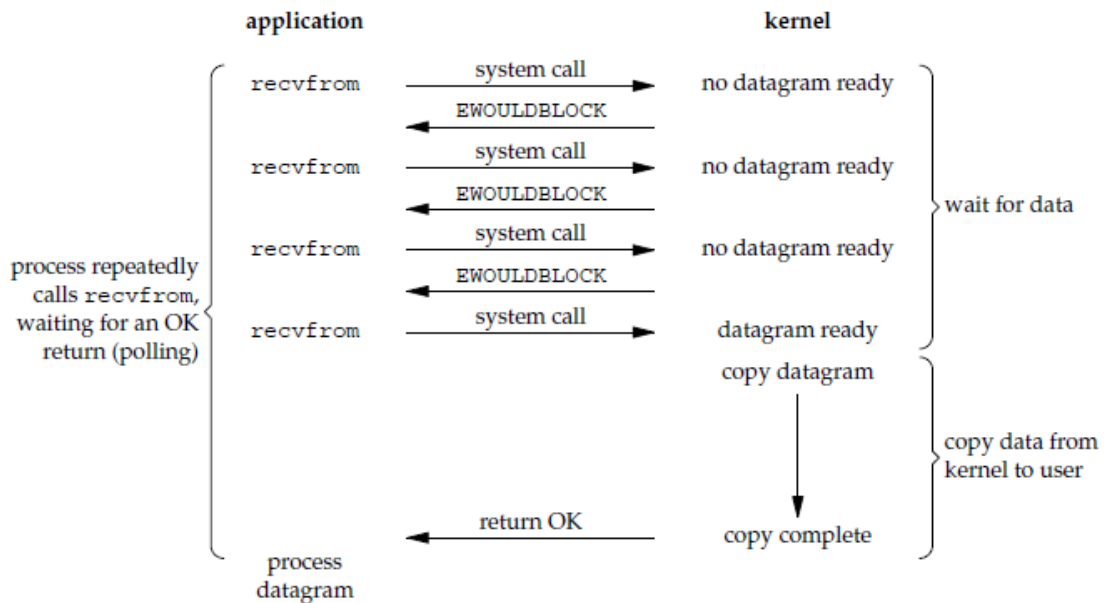 application
kernel
recvfrom
system call
no datagram ready
EWOULDBLOCK
recvfrom
system call
no datagram ready
EWOULDBLOCK
wait for data
recvfrom
system call
no datagram ready
process repeatedly
calls recvfrom,
waiting for an OK
return (polling)
EWOULDBLOCK
recvfrom
system call
datagram ready
copy datagram
copy data from
kernel to user
return OK
copy complete
process
datagram